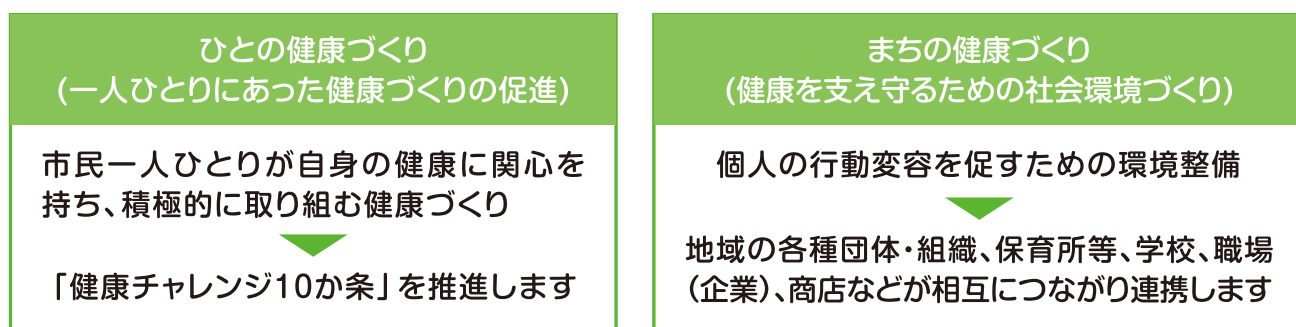 ひとの健康づくり
(一人ひとりにあった健康づくりの促進)
市民一人ひとりが自身の健康に関心を
持ち、積極的に取り組む健康づくり
「健康チャレンジ10か条」を推進します
まちの健康づくり
(健康を支え守るための社会環境づくり)
個人の行動変容を促すための環境整備
地域の各種団体・組織、保育所等、学校、職場
(企業)、商店などが相互につながり連携します